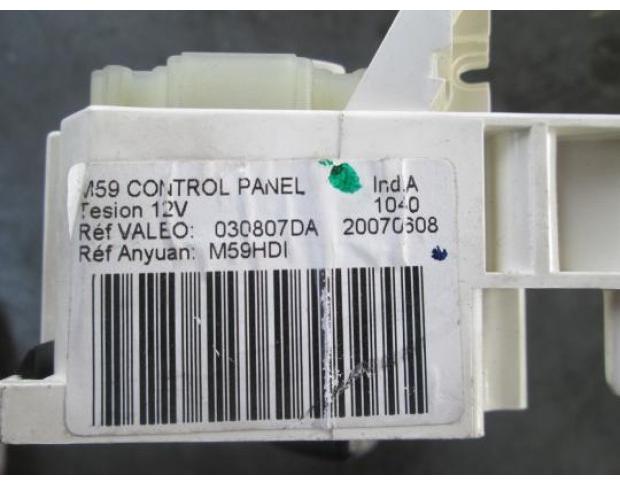 M59 CONTROL PANEL Ind.A
Tesion 12V 1040
Réf VALEO: 030807DA 20070608
Réf Anyuan: M59HDI